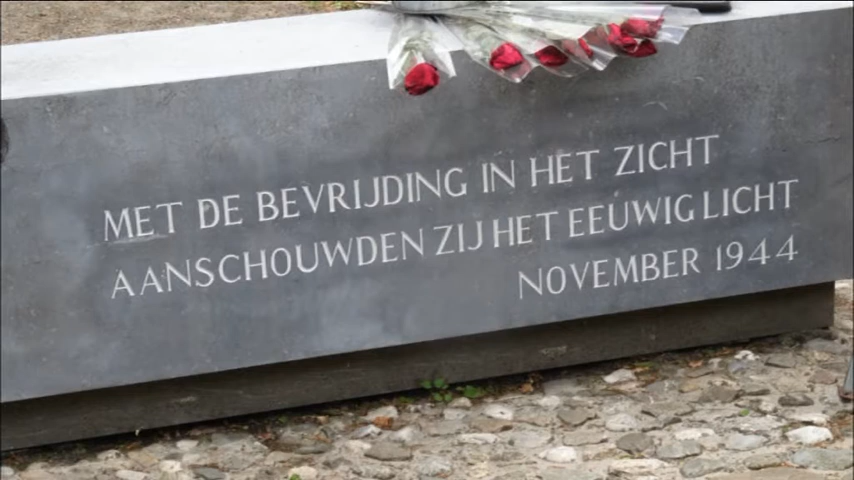 MET DE BEVRIJDING IN HET ZICHT
AANSCHOUWDEN ZIJ HET EEUWIG LICHT
NOVEMBER 1944